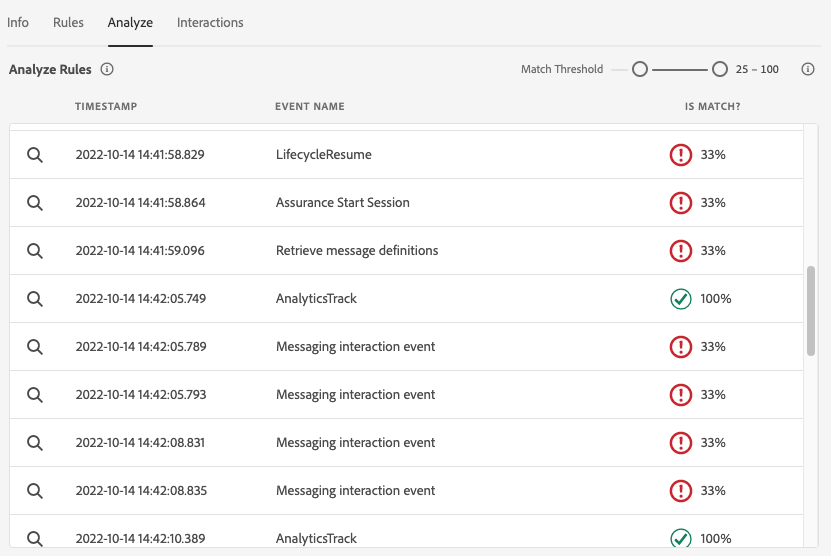 Info Rules Analyze Interactions
Analyze Rules Match Threshold 25 – 100
TIMESTAMP EVENT NAME IS MATCH?
2022-10-14 14:41:58.829 LifecycleResume 33%
2022-10-14 14:41:58.864 Assurance Start Session 33%
2022-10-14 14:41:59.096 Retrieve message definitions 33%
2022-10-14 14:42:05.749 AnalyticsTrack 100%
2022-10-14 14:42:05.789 Messaging interaction event 33%
2022-10-14 14:42:05.793 Messaging interaction event 33%
2022-10-14 14:42:08.831 Messaging interaction event 33%
2022-10-14 14:42:08.835 Messaging interaction event 33%
2022-10-14 14:42:10.389 AnalyticsTrack 100%